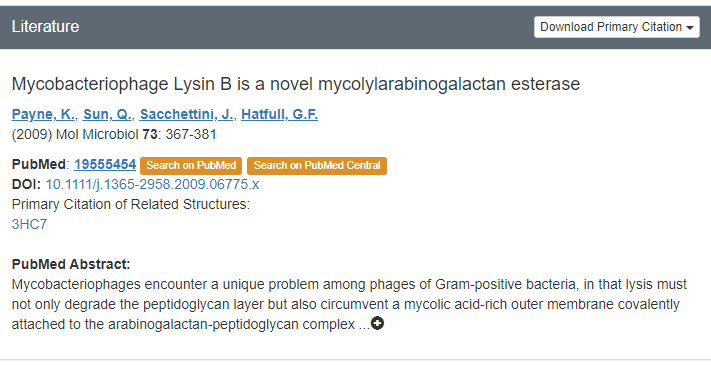 Literature
Download Primary Citation
Mycobacteriophage Lysin B is a novel mycolylarabinogalactan esterase
Payne, K., Sun, Q., Sacchettini, J., Hatfull, G.F.
(2009) Mol Microbiol 73: 367-381
PubMed: 19555454 Search on PubMed Search on PubMed Central
DOI: 10.1111/j.1365-2958.2009.06775.x
Primary Citation of Related Structures:
3HC7
PubMed Abstract:
Mycobacteriophages encounter a unique problem among phages of Gram-positive bacteria, in that lysis must
not only degrade the peptidoglycan layer but also circumvent a mycolic acid-rich outer membrane covalently
attached to the arabinogalactan-peptidoglycan complex ...